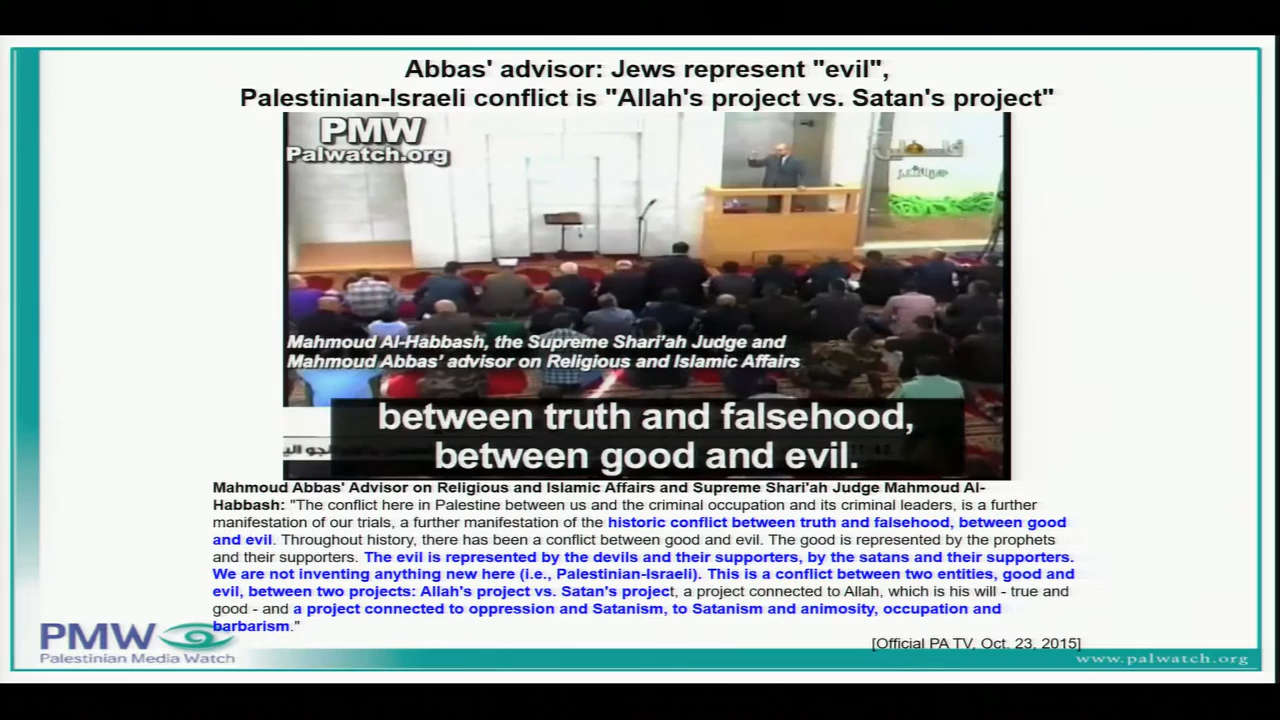 Abbas' advisor: Jews represent "evil",
Palestinian-Israeli conflict is "Allah's project vs. Satan's project"
PMW
Palwatch.org
فلسطين
مباشر
Mahmoud Al-Habbash, the Supreme Shari'ah Judge and
Mahmoud Abbas' advisor on Religious and Islamic Affairs
between truth and falsehood,
between good and evil.
Mahmoud Abbas' Advisor on Religious and Islamic Affairs and Supreme Shari'ah Judge Mahmoud Al-
Habbash: "The conflict here in Palestine between us and the criminal occupation and its criminal leaders, is a further
manifestation of our trials, a further manifestation of the historic conflict between truth and falsehood, between good
and evil. Throughout history, there has been a conflict between good and evil. The good is represented by the prophets
and their supporters. The evil is represented by the devils and their supporters, by the satans and their supporters.
We are not inventing anything new here (i.e., Palestinian-Israeli). This is a conflict between two entities, good and
evil, between two projects: Allah's project vs. Satan's project, a project connected to Allah, which is his will - true and
good - and a project connected to oppression and Satanism, to Satanism and animosity, occupation and
barbarism."
[Official PA TV, Oct. 23, 2015]
PMW
Palestinian Media Watch
www.palwatch.org